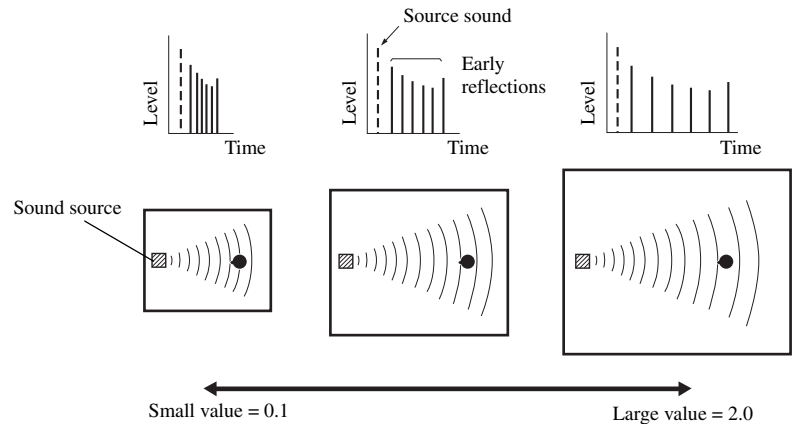 Source sound
Early
reflections
Level
Time
Level
Time
Level
Time
Sound source
Small value = 0.1
Large value = 2.0